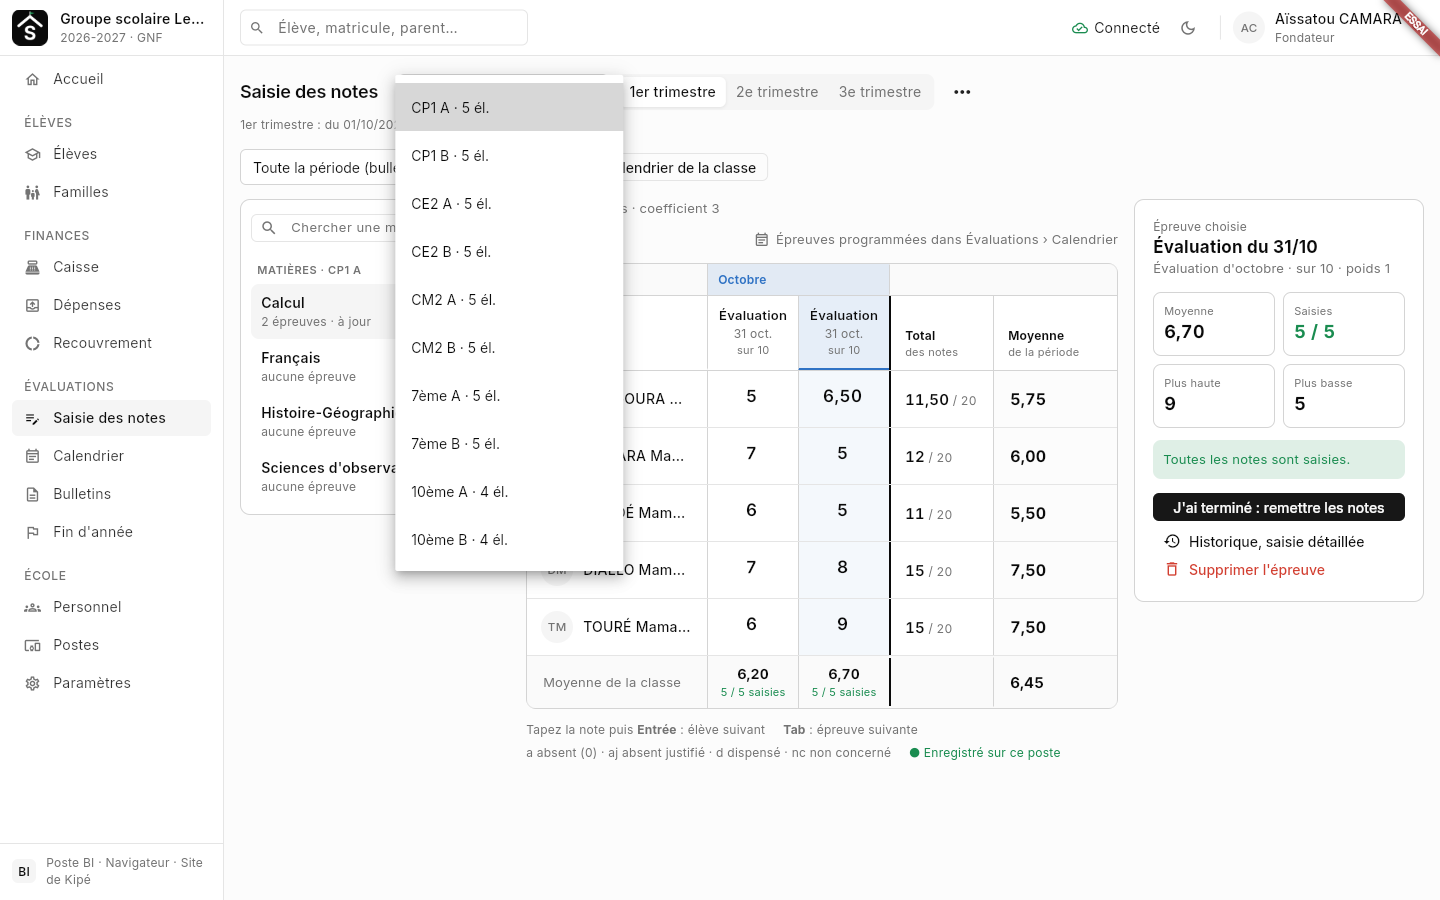 Groupe scolaire Le...
2026-2027 · GNF
Élève, matricule, parent...
Connecté
AC
Aïssatou CAMARA
Fondateur
ESSAI
Accueil
ÉLÈVES
Élèves
Familles
FINANCES
Caisse
Dépenses
Recouvrement
ÉVALUATIONS
Saisie des notes
Calendrier
Bulletins
Fin d'année
ÉCOLE
Personnel
Postes
Paramètres
BI
Poste BI · Navigateur · Site
de Kipé
Saisie des notes
1er trimestre
2e trimestre
3e trimestre
1er trimestre : du 01/10/20
Toute la période
calendrier de la classe
Chercher une
MATIÈRES · CP1 A
Calcul
2 épreuves · à jour
Français
aucune épreuve
Histoire-Géographi
aucune épreuve
Sciences d'observa
aucune épreuve
CP1 A · 5 él.
CP1 B · 5 él.
CE2 A · 5 él.
CE2 B · 5 él.
CM2 A · 5 él.
CM2 B · 5 él.
7ème A · 5 él.
7ème B · 5 él.
10ème A · 4 él.
10ème B · 4 él.
· coefficient 3
Épreuves programmées dans Évaluations › Calendrier
Octobre
Évaluation
31 oct.
sur 10
Évaluation
31 oct.
sur 10
Total
des notes
Moyenne
de la période
OURA ... 5 6,50 11,50 / 20 5,75
ARA Ma... 7 5 12 / 20 6,00
DÉ Mam... 6 5 11 / 20 5,50
DIALLO Mam... 7 8 15 / 20 7,50
TM TOURÉ Mama... 6 9 15 / 20 7,50
Moyenne de la classe 6,20 6,70 6,45
5 / 5 saisies 5 / 5 saisies
Tapez la note puis Entrée : élève suivant Tab : épreuve suivante
a absent (0) · aj absent justifié · d dispensé · nc non concerné Enregistré sur ce poste
Épreuve choisie
Évaluation du 31/10
Évaluation d'octobre · sur 10 · poids 1
Moyenne
6,70
Saisies
5 / 5
Plus haute
9
Plus basse
5
Toutes les notes sont saisies.
J'ai terminé : remettre les notes
Historique, saisie détaillée
Supprimer l'épreuve